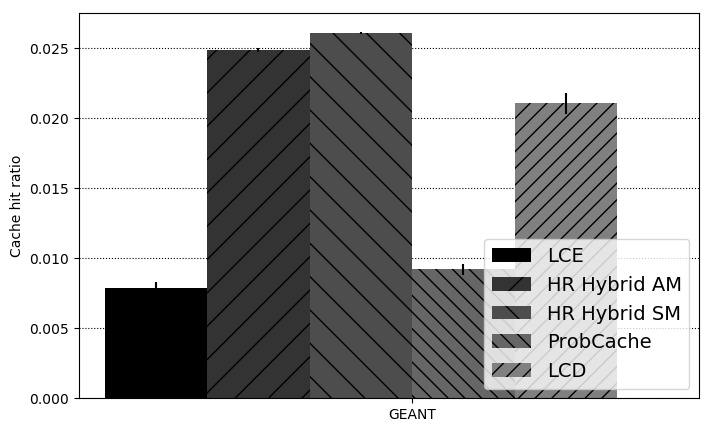 0.025
0.020
0.015
0.010
0.005
0.000
Cache hit ratio
GEANT
LCE
HR Hybrid AM
HR Hybrid SM
ProbCache
LCD